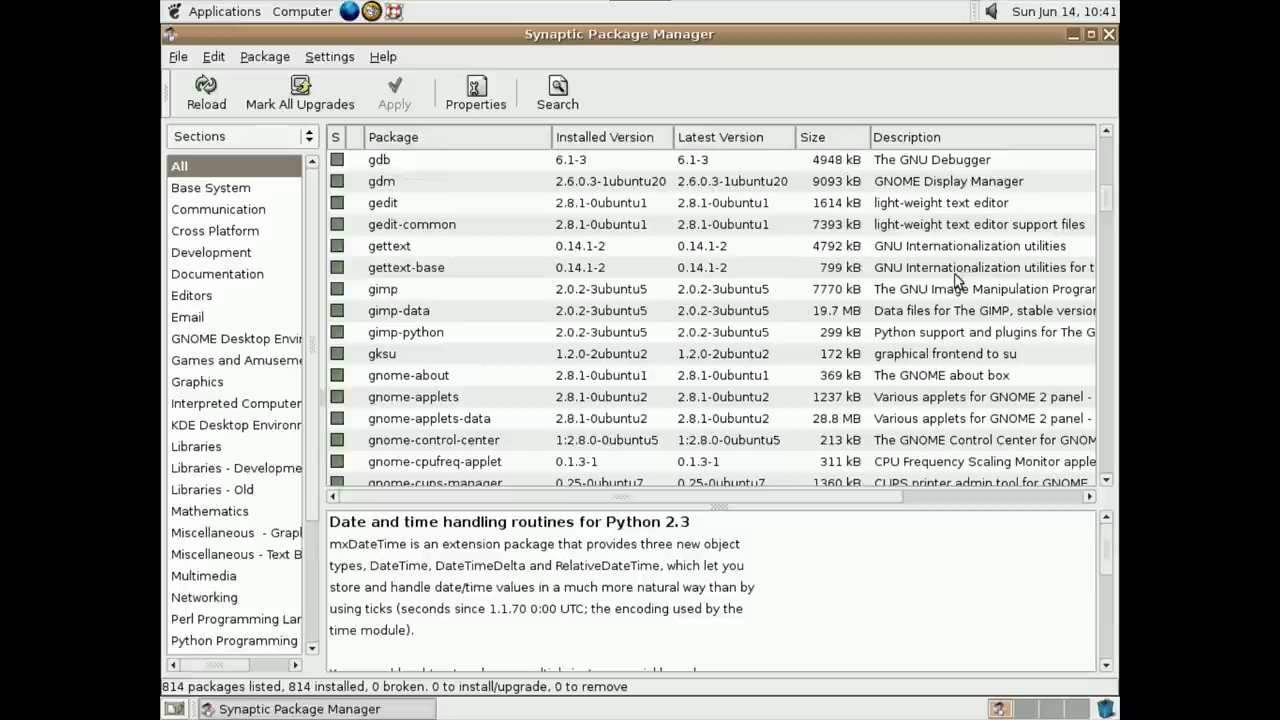 Applications Computer Sun Jun 14, 10:41
Synaptic Package Manager
File Edit Package Settings Help
Reload Mark All Upgrades Apply Properties Search
Sections
All
Base System
Communication
Cross Platform
Development
Documentation
Editors
Email
GNOME Desktop Envi
Games and Amuseme
Graphics
Interpreted Computer
KDE Desktop Environr
Libraries
Libraries - Developme
Libraries - Old
Mathematics
Miscellaneous - Grapl
Miscellaneous - Text B
Multimedia
Networking
Perl Programming Lar
Python Programming
S Package Installed Version Latest Version Size Description
gdb 6.1-3 6.1-3 4948 kB The GNU Debugger
gdm 2.6.0.3-1ubuntu20 2.6.0.3-1ubuntu20 9093 kB GNOME Display Manager
gedit 2.8.1-0ubuntu1 2.8.1-0ubuntu1 1614 kB light-weight text editor
gedit-common 2.8.1-0ubuntu1 2.8.1-0ubuntu1 7393 kB light-weight text editor support files
gettext 0.14.1-2 0.14.1-2 4792 kB GNU Internationalization utilities
gettext-base 0.14.1-2 0.14.1-2 799 kB GNU Internationalization utilities for t
gimp 2.0.2-3ubuntu5 2.0.2-3ubuntu5 7770 kB The GNU Image Manipulation Progran
gimp-data 2.0.2-3ubuntu5 2.0.2-3ubuntu5 19.7 MB Data files for The GIMP, stable version
gimp-python 2.0.2-3ubuntu5 2.0.2-3ubuntu5 299 kB Python support and plugins for The G
gksu 1.2.0-2ubuntu2 1.2.0-2ubuntu2 172 kB graphical frontend to su
gnome-about 2.8.1-0ubuntu1 2.8.1-0ubuntu1 369 kB The GNOME about box
gnome-applets 2.8.1-0ubuntu2 2.8.1-0ubuntu2 1237 kB Various applets for GNOME 2 panel -
gnome-applets-data 2.8.1-0ubuntu2 2.8.1-0ubuntu2 28.8 MB Various applets for GNOME 2 panel -
gnome-control-center 1:2.8.0-0ubuntu5 1:2.8.0-0ubuntu5 213 kB The GNOME Control Center for GNOM
gnome-cpufreq-applet 0.1.3-1 0.1.3-1 311 kB CPU Frequency Scaling Monitor apple
gnome-cups-manager 0.25-0ubuntu7 0.25-0ubuntu7 1360 kB CUPS printer admin tool for GNOME
Date and time handling routines for Python 2.3
mxDateTime is an extension package that provides three new object
types, DateTime, DateTimeDelta and RelativeDateTime, which let you
store and handle date/time values in a much more natural way than by
using ticks (seconds since 1.1.70 0:00 UTC; the encoding used by the
time module).
814 packages listed, 814 installed, 0 broken. 0 to install/upgrade, 0 to remove
Synaptic Package Manager